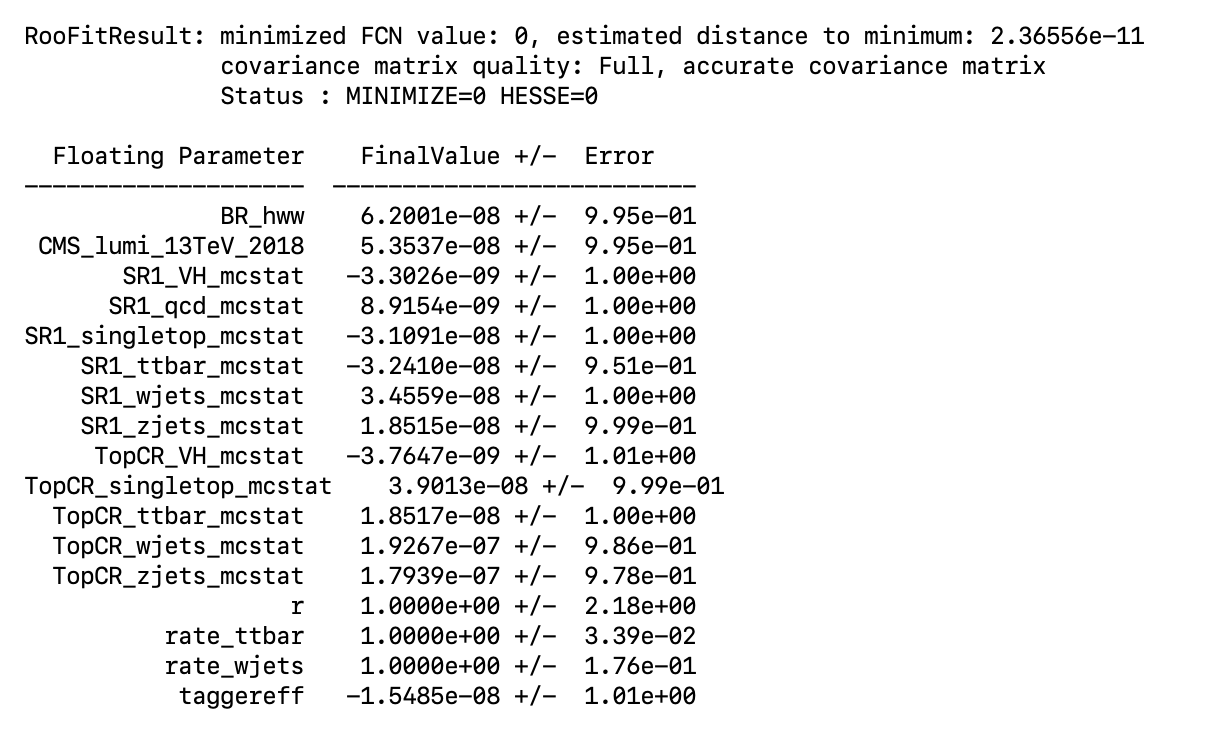 RooFitResult: minimized FCN value: 0, estimated distance to minimum: 2.36556e-11
covariance matrix quality: Full, accurate covariance matrix
Status : MINIMIZE=0 HESSE=0
Floating Parameter    FinalValue +/-  Error
--------------------  --------------------------
BR_hww    6.2001e-08 +/-  9.95e-01
CMS_lumi_13TeV_2018    5.3537e-08 +/-  9.95e-01
SR1_VH_mcstat   -3.3026e-09 +/-  1.00e+00
SR1_qcd_mcstat    8.9154e-09 +/-  1.00e+00
SR1_singletop_mcstat   -3.1091e-08 +/-  1.00e+00
SR1_ttbar_mcstat   -3.2410e-08 +/-  9.51e-01
SR1_wjets_mcstat    3.4559e-08 +/-  1.00e+00
SR1_zjets_mcstat    1.8515e-08 +/-  9.99e-01
TopCR_VH_mcstat   -3.7647e-09 +/-  1.01e+00
TopCR_singletop_mcstat    3.9013e-08 +/-  9.99e-01
TopCR_ttbar_mcstat    1.8517e-08 +/-  1.00e+00
TopCR_wjets_mcstat    1.9267e-07 +/-  9.86e-01
TopCR_zjets_mcstat    1.7939e-07 +/-  9.78e-01
r    1.0000e+00 +/-  2.18e+00
rate_ttbar    1.0000e+00 +/-  3.39e-02
rate_wjets    1.0000e+00 +/-  1.76e-01
taggereff   -1.5485e-08 +/-  1.01e+00